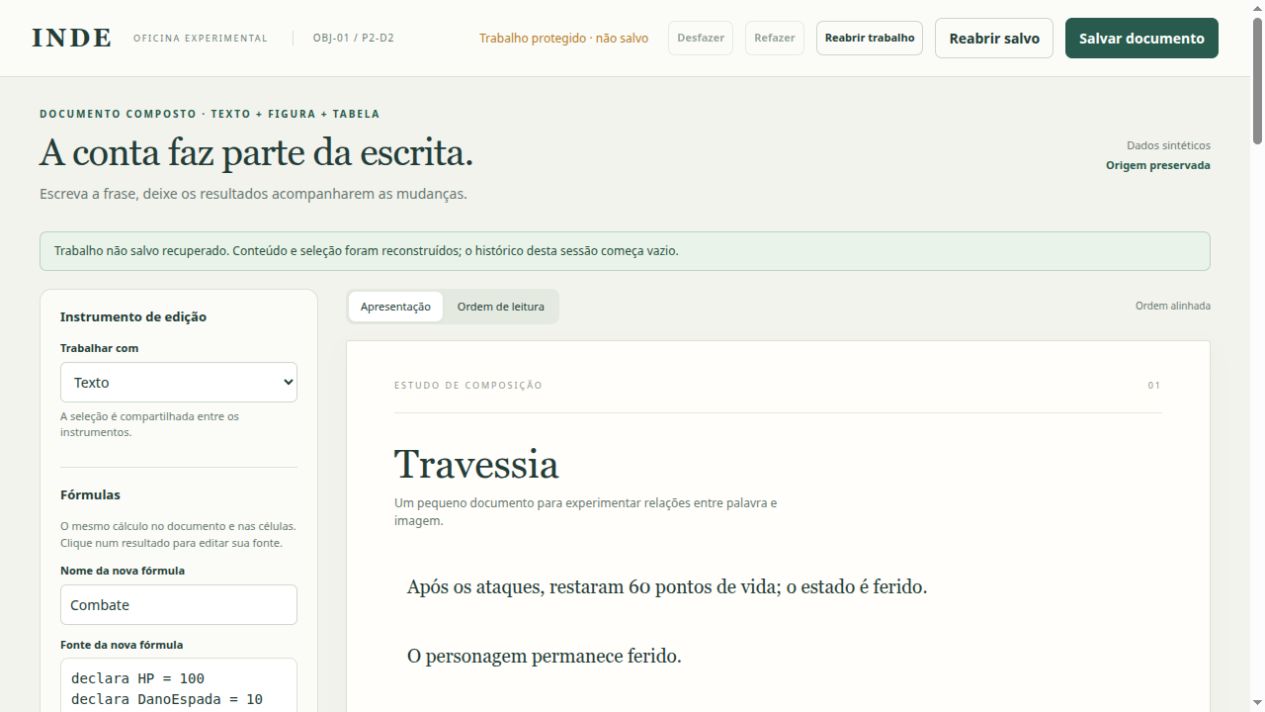 INDE OFICINA EXPERIMENTAL OBJ-01 / P2-D2 Trabalho protegido · não salvo Desfazer Refazer Reabrir trabalho Reabrir salvo Salvar documento
DOCUMENTO COMPOSTO · TEXTO + FIGURA + TABELA
A conta faz parte da escrita.
Escreva a frase, deixe os resultados acompanharem as mudanças.
Dados sintéticos
Origem preservada
Trabalho não salvo recuperado. Conteúdo e seleção foram reconstruídos; o histórico desta sessão começa vazio.
Instrumento de edição
Trabalhar com
Texto
A seleção é compartilhada entre os
instrumentos.
Fórmulas
O mesmo cálculo no documento e nas células.
Clique num resultado para editar sua fonte.
Nome da nova fórmula
Combate
Fonte da nova fórmula
declara HP = 100
declara DanoEspada = 10
Apresentação Ordem de leitura Ordem alinhada
ESTUDO DE COMPOSIÇÃO 01
Travessia
Um pequeno documento para experimentar relações entre palavra e
imagem.
Após os ataques, restaram 60 pontos de vida; o estado é ferido.
O personagem permanece ferido.